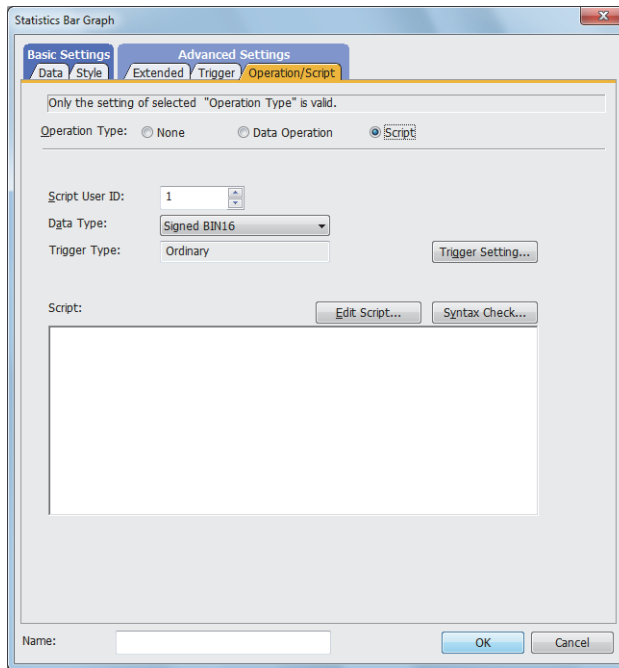 Statistics Bar Graph
Basic Settings Advanced Settings
Data Style Extended Trigger Operation/Script
Only the setting of selected "Operation Type" is valid.
Operation Type: None Data Operation Script
Script User ID: 1
Data Type: Signed BIN16
Trigger Type: Ordinary Trigger Setting...
Script: Edit Script... Syntax Check...
Name: OK Cancel